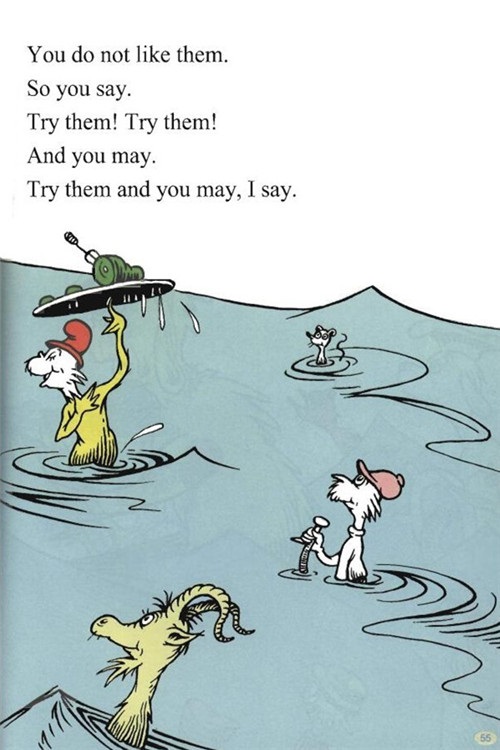 You do not like them.
So you say.
Try them! Try them!
And you may.
Try them and you may, I say.
55